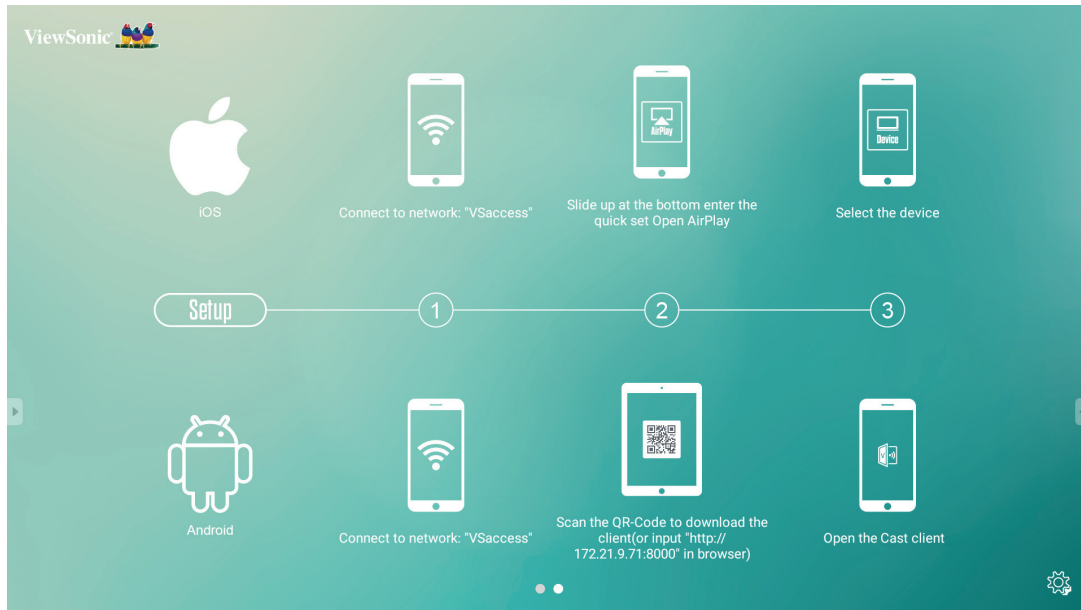 ViewSonic
AirPlay
Device
iOS
Connect to network: "VSaccess"
Slide up at the bottom enter the
quick set Open AirPlay
Select the device
Setup
1
2
3
Android
Connect to network: "VSaccess"
Scan the QR-Code to download the
client(or input "http://
172.21.9.71:8000" in browser)
V
Open the Cast client